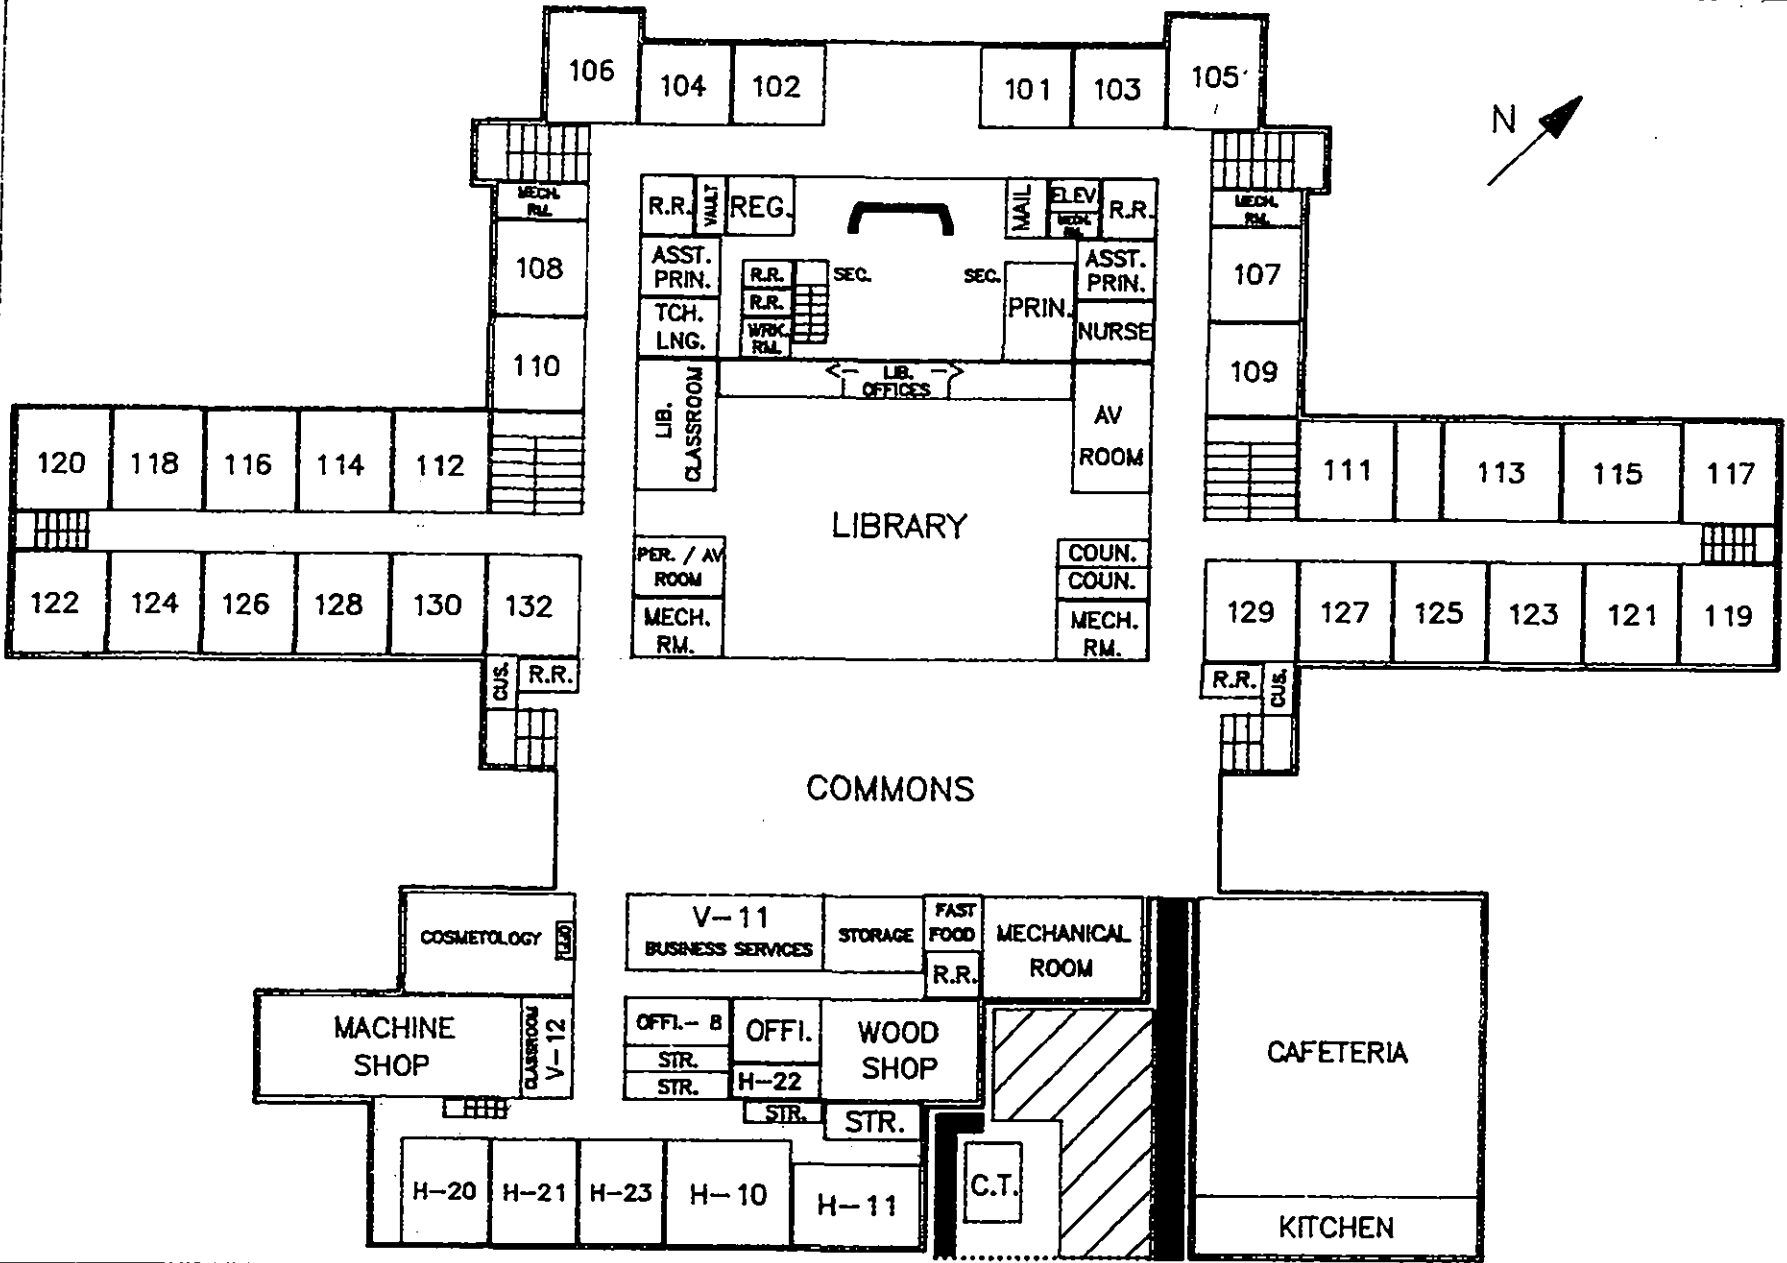 106
104
102
101
103
105
N
MECH.
RM.
R.R.
VAULT
REG.
MAIL
ELEV
MECH.
RM.
R.R.
MECH.
RM.
108
ASST.
PRIN.
R.R.
SEC.
SEC.
ASST.
PRIN.
107
TCH.
LNG.
R.R.
WRK.
RM.
PRIN.
NURSE
110
LIB.
CLASSROOM
LIB.
OFFICES
AV
ROOM
109
120
118
116
114
112
111
113
115
117
LIBRARY
PER. / AV
ROOM
COUN.
COUN.
122
124
126
128
130
132
MECH.
RM.
MECH.
RM.
129
127
125
123
121
119
CUS.
R.R.
R.R.
CUS.
COMMONS
COSMETOLOGY
V-11
BUSINESS SERVICES
STORAGE
FAST
FOOD
R.R.
MECHANICAL
ROOM
MACHINE
SHOP
CLASSROOM
V-12
OFFI.- 8
STR.
STR.
OFFI.
H-22
WOOD
SHOP
CAFETERIA
STR.
STR.
H-20
H-21
H-23
H-10
H-11
C.T.
KITCHEN